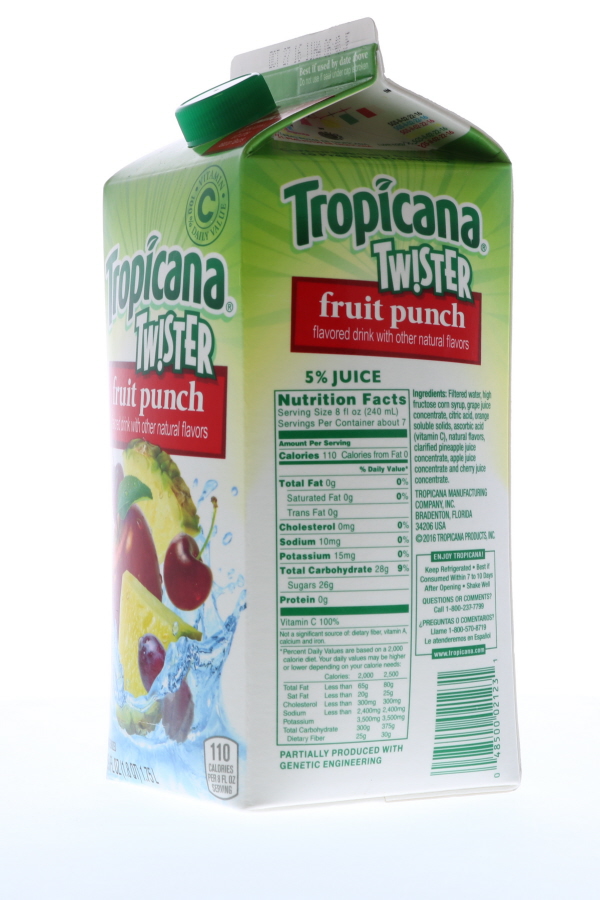 Best if used by date above
VITAMIN
C
DAILY VALUE
Tropicana®
TWISTER
fruit punch
drink with other natural flavors
110
CALORIES
PER 8 FL OZ
SERVING
Tropicana®
TWISTER
fruit punch
flavored drink with other natural flavors
5% JUICE
Nutrition Facts
Serving Size 8 fl oz (240 mL)
Servings Per Container about 7
Amount Per Serving
Calories 110 Calories from Fat 0
% Daily Value*
Total Fat 0g 0%
Saturated Fat 0g 0%
Trans Fat 0g
Cholesterol 0mg 0%
Sodium 10mg 0%
Potassium 15mg 0%
Total Carbohydrate 28g 9%
Sugars 26g
Protein 0g
Vitamin C 100%
Not a significant source of: dietary fiber, vitamin A,
calcium and iron.
*Percent Daily Values are based on a 2,000
calorie diet. Your daily values may be higher
or lower depending on your calorie needs:
Calories: 2,000 2,500
Total Fat Less than 65g 80g
Sat Fat Less than 20g 25g
Cholesterol Less than 300mg 300mg
Sodium Less than 2,400mg 2,400mg
Potassium 3,500mg 3,500mg
Total Carbohydrate 300g 375g
Dietary Fiber 25g 30g
PARTIALLY PRODUCED WITH
GENETIC ENGINEERING
Ingredients: Filtered water, high
fructose corn syrup, grape juice
concentrate, citric acid, orange
soluble solids, ascorbic acid
(vitamin C), natural flavors,
clarified pineapple juice
concentrate, apple juice
concentrate and cherry juice
concentrate.
TROPICANA MANUFACTURING
COMPANY, INC.
BRADENTON, FLORIDA
34206 USA
©2016 TROPICANA PRODUCTS, INC.
ENJOY TROPICANA!
Keep Refrigerated • Best if
Consumed Within 7 to 10 Days
After Opening • Shake Well
QUESTIONS OR COMMENTS?
Call 1-800-237-7799
¿PREGUNTAS O COMENTARIOS?
Llame 1-800-570-8719
Le atenderemos en Español
www.tropicana.com
0 48500 02123 1